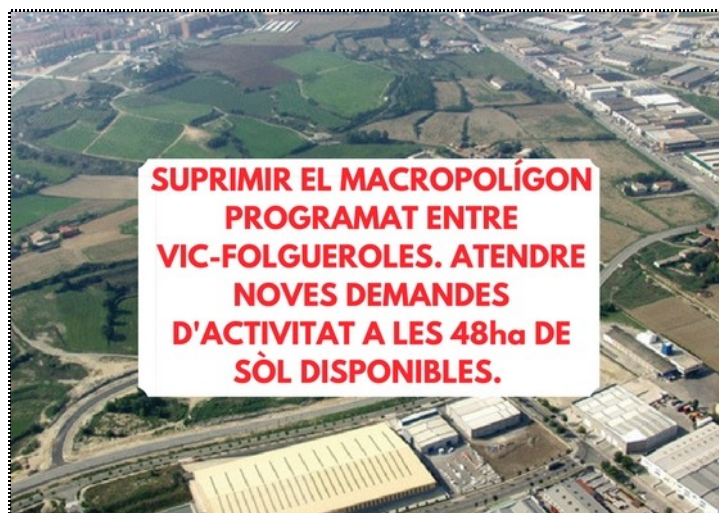 SUPRIMIR EL MACROPOLÍGON
PROGRAMAT ENTRE
VIC-FOLGUEROLES. ATENDRE
NOVES DEMANDES
D'ACTIVITAT A LES 48ha DE
SÒL DISPONIBLES.